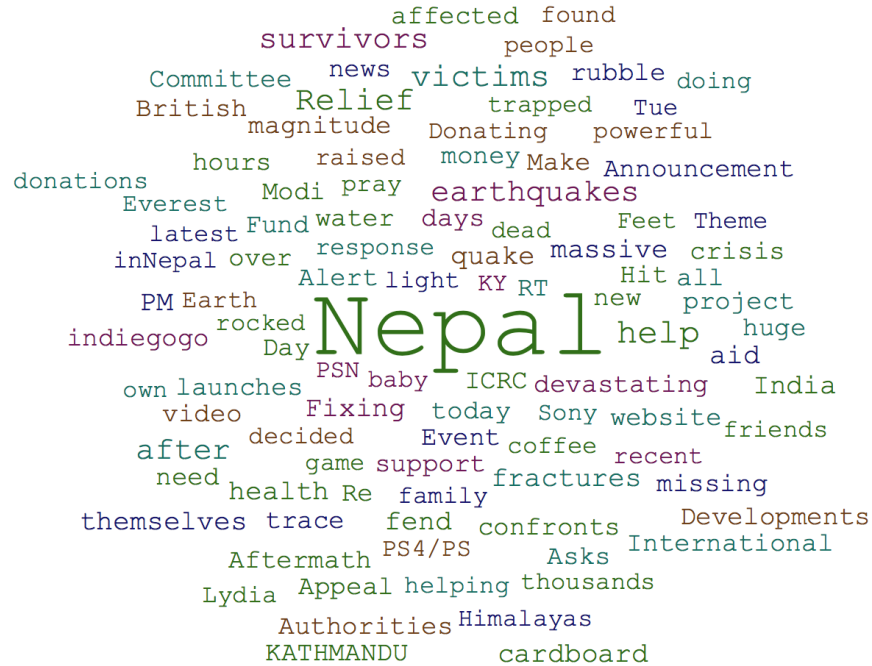 affected found
survivors people
Committee news victims rubble doing
British Relief trapped Tue
magnitude Donating powerful
hours raised money Make Announcement
donations Modi pray earthquakes
Everest Fund water days dead Feet Theme
latest response quake massive crisis
inNepal over Alert light KY RT Hit all
PM Earth Nepal new project
indiegogo rocked Day help huge
PSN baby ICRC devastating aid
own launches India
video Fixing today Sony website friends
after decided Event coffee recent
need game support fractures missing
health Re family
themselves trace fend confronts Developments
Aftermath PS4/PS Asks International
Lydia Appeal helping thousands
Authorities Himalayas
KATHMANDU cardboard